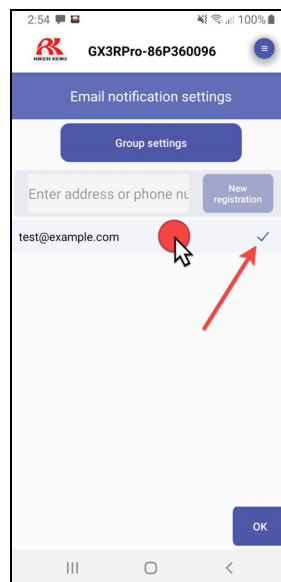 2:54 100%
RK
RIKEN KEIKI
GX3RPro-86P360096
Email notification settings
Group settings
Enter address or phone nu
New
registration
test@example.com
OK